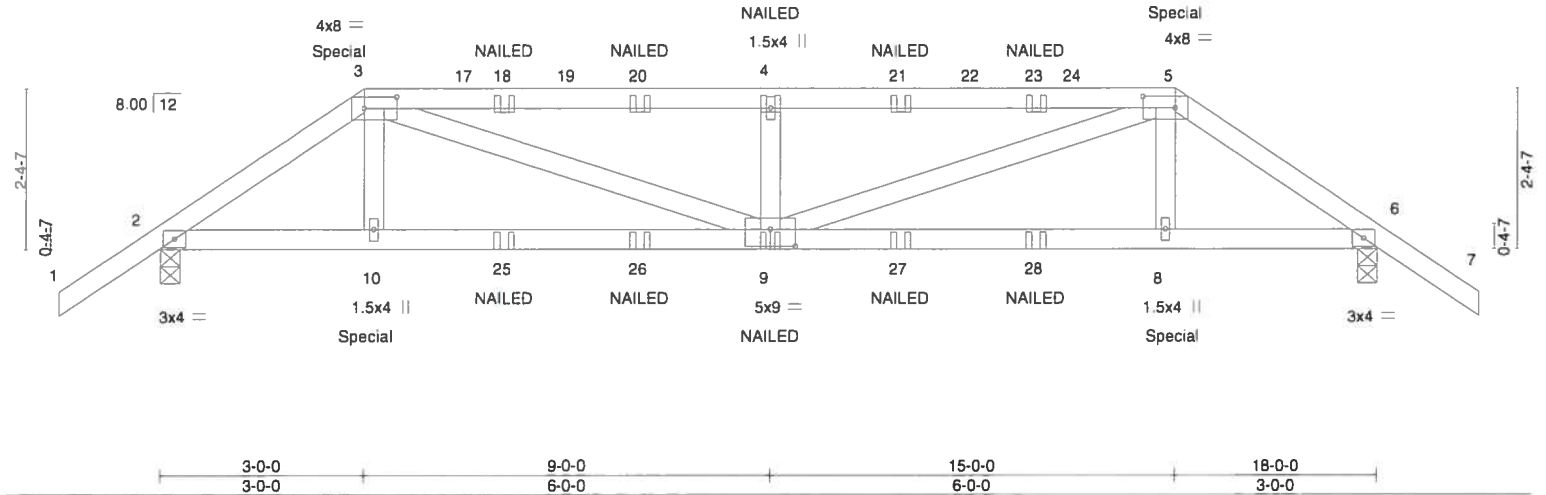 NAILED
Special
4x8 =
1.5x4 ||
4x8 =
Special
NAILED
NAILED
NAILED
NAILED
3
17
18
19
20
4
21
22
23
24
5
8.00 12
2-4-7
2-4-7
2
6
0-4-7
0-4-7
1
7
10
25
26
9
27
28
8
1.5x4 ||
NAILED
NAILED
5x9 =
NAILED
NAILED
1.5x4 ||
3x4 =
3x4 =
Special
NAILED
Special
3-0-0
9-0-0
15-0-0
18-0-0
3-0-0
6-0-0
6-0-0
3-0-0